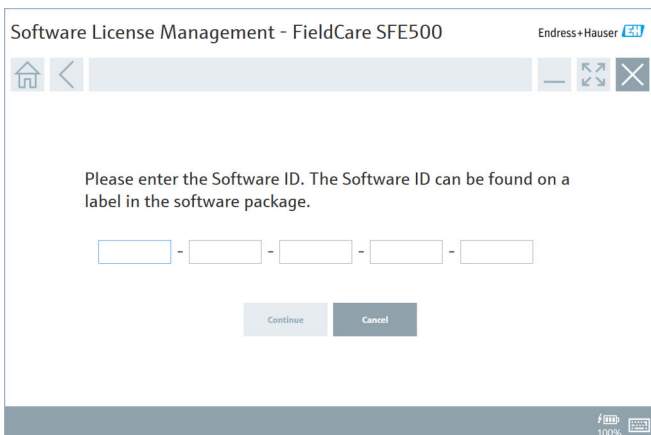 Software License Management - FieldCare SFE500
Endress+Hauser EH
Please enter the Software ID. The Software ID can be found on a
label in the software package.
- - - -
Continue Cancel
100%